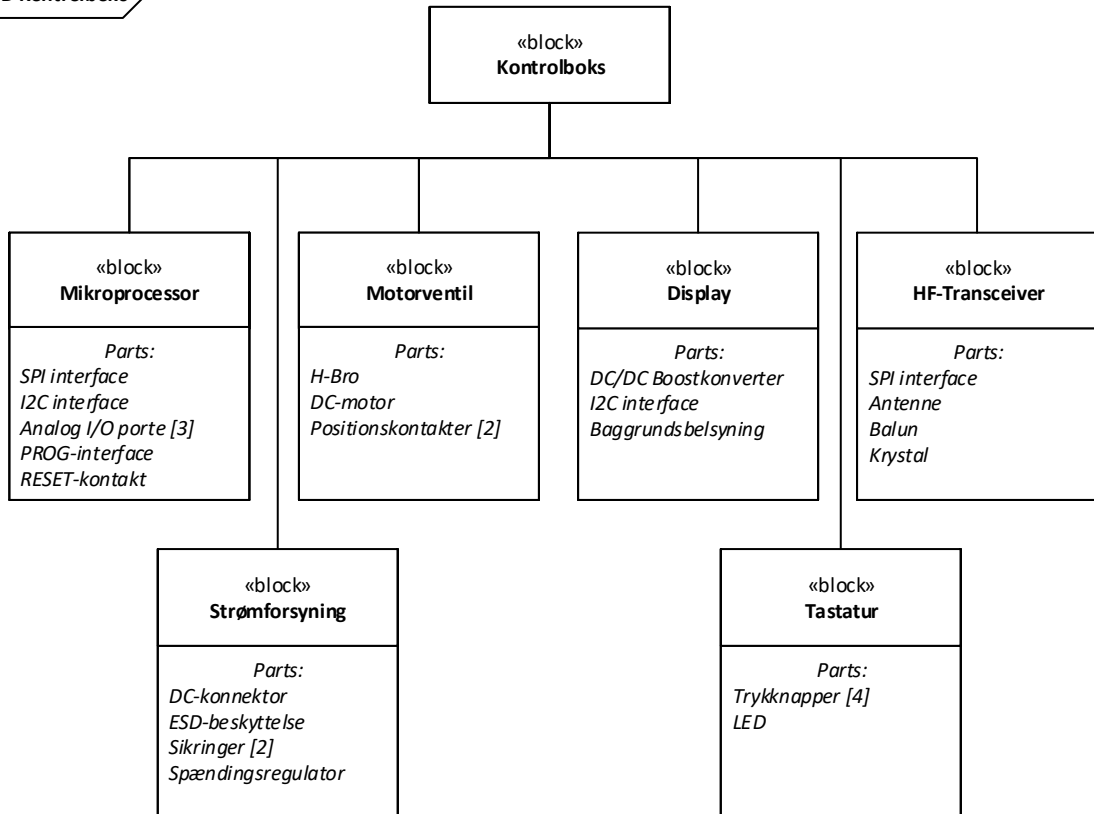 Kontrolboks
«block»
Kontrolboks
«block»
Mikroprocessor
Parts:
SPI interface
I2C interface
Analog I/O porte [3]
PROG-interface
RESET-kontakt
«block»
Motorventil
Parts:
H-Bro
DC-motor
Positionskontakter [2]
«block»
Display
Parts:
DC/DC Boostkonverter
I2C interface
Baggrundsbelsyning
«block»
HF-Transceiver
Parts:
SPI interface
Antenne
Balun
Krystal
«block»
Strømforsyning
Parts:
DC-konnektor
ESD-beskyttelse
Sikringer [2]
Spændingsregulator
«block»
Tastatur
Parts:
Trykknapper [4]
LED